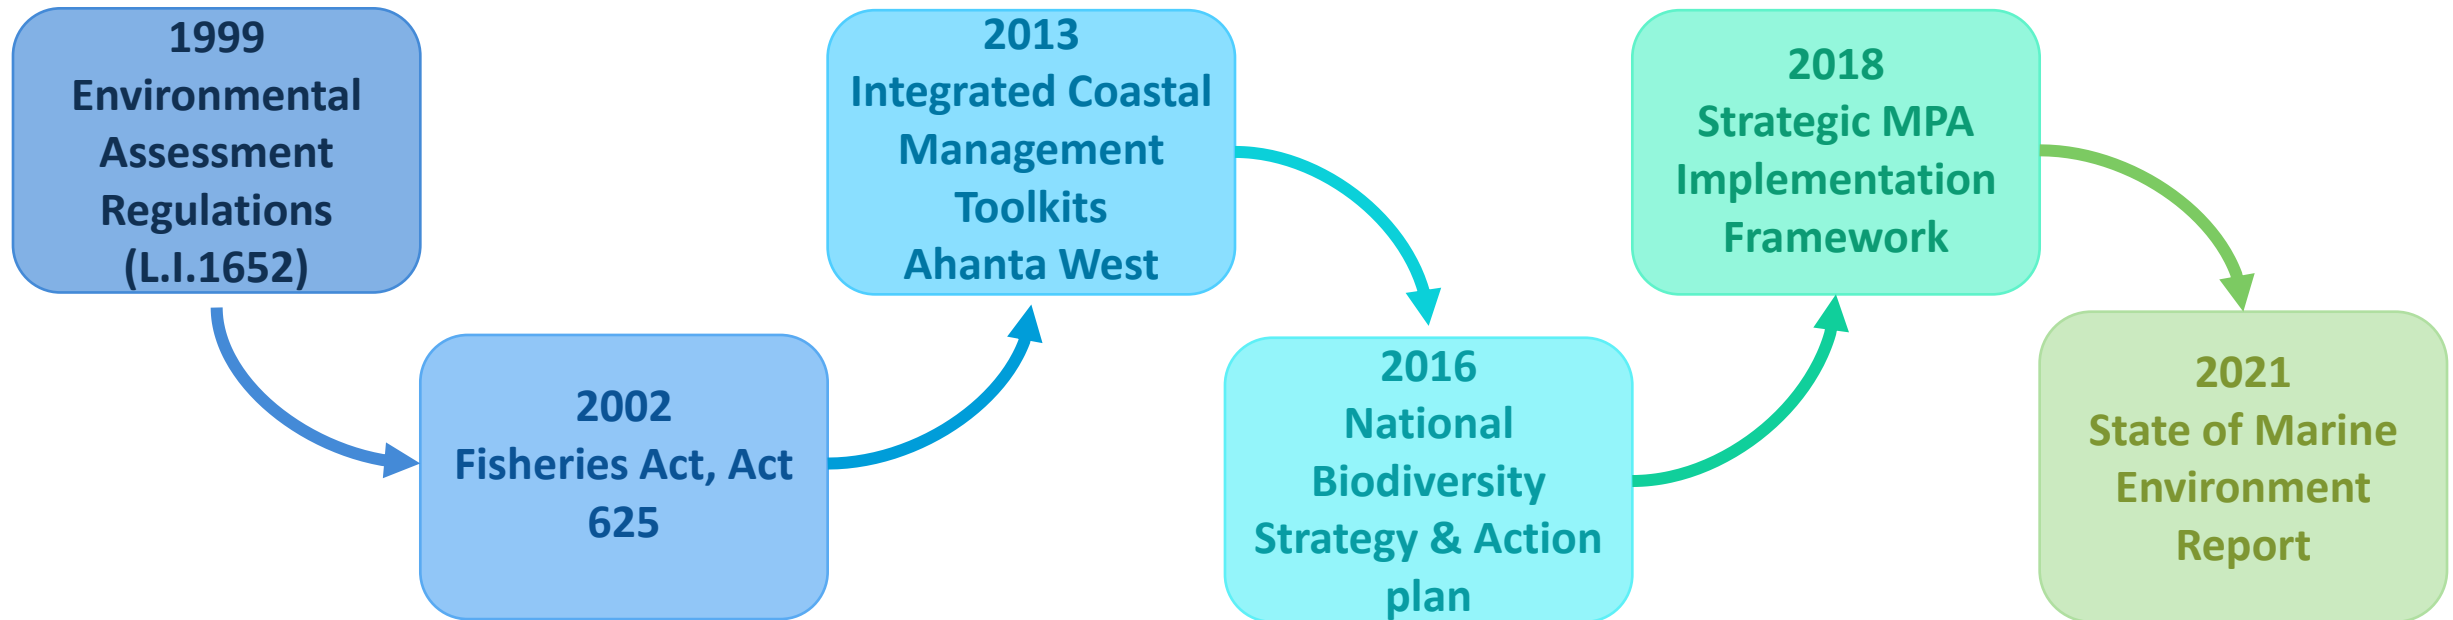 1999
Environmental
Assessment
Regulations
(L.I.1652)
2002
Fisheries Act, Act
625
2013
Integrated Coastal
Management
Toolkits
Ahanta West
2016
National
Biodiversity
Strategy & Action
plan
2018
Strategic MPA
Implementation
Framework
2021
State of Marine
Environment
Report